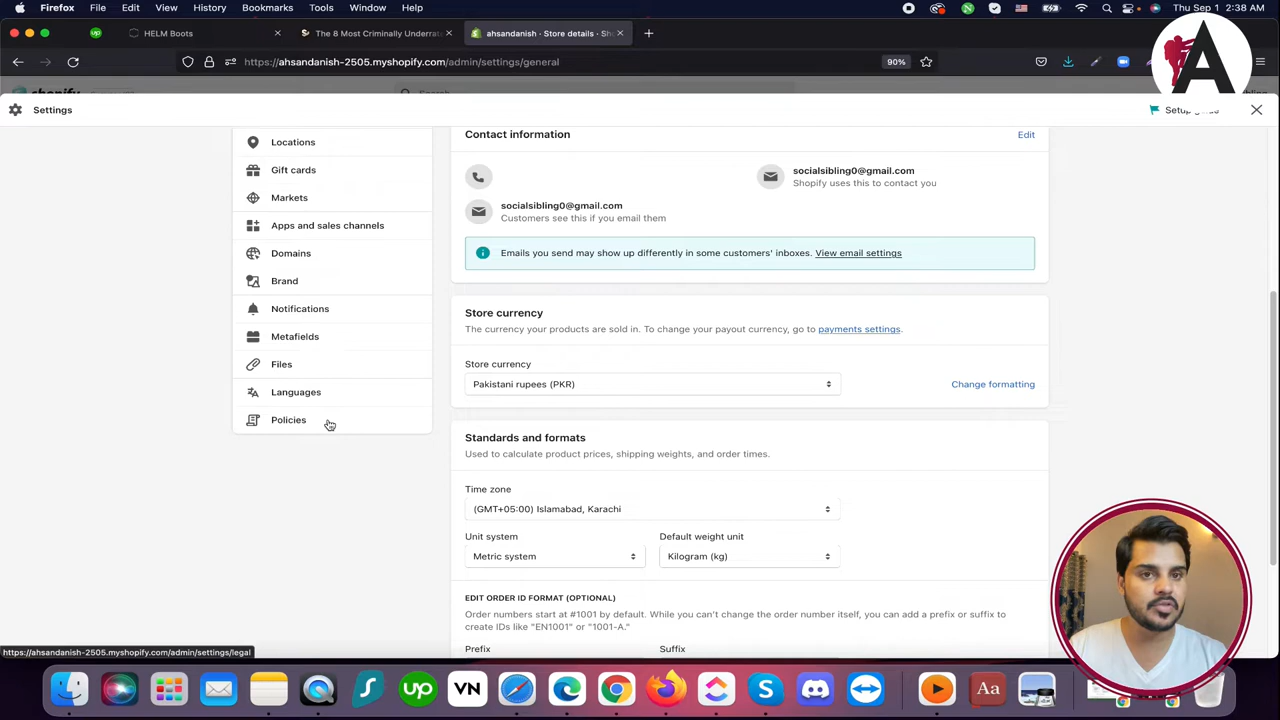 Firefox File Edit View History Bookmarks Tools Window Help Thu Sep 1 2:38 AM
HELM Boots The 8 Most Criminally Underrat ahsandanish · Store details · Sh
https://ahsandanish-2505.myshopify.com/admin/settings/general 90%
Search
A
Settings
Locations
Gift cards
Markets
Apps and sales channels
Domains
Brand
Notifications
Metafields
Files
Languages
Policies
Contact information Edit
socialsibling0@gmail.com
Shopify uses this to contact you
socialsibling0@gmail.com
Customers see this if you email them
Emails you send may show up differently in some customers' inboxes. View email settings
Store currency
The currency your products are sold in. To change your payout currency, go to payments settings.
Store currency
Pakistani rupees (PKR) Change formatting
Standards and formats
Used to calculate product prices, shipping weights, and order times.
Time zone
(GMT+05:00) Islamabad, Karachi
Unit system Default weight unit
Metric system Kilogram (kg)
EDIT ORDER ID FORMAT (OPTIONAL)
Order numbers start at #1001 by default. While you can't change the order number itself, you can add a prefix or suffix to
create IDs like "EN1001" or "1001-A."
Prefix Suffix
https://ahsandanish-2505.myshopify.com/admin/settings/legal
up VN Aa